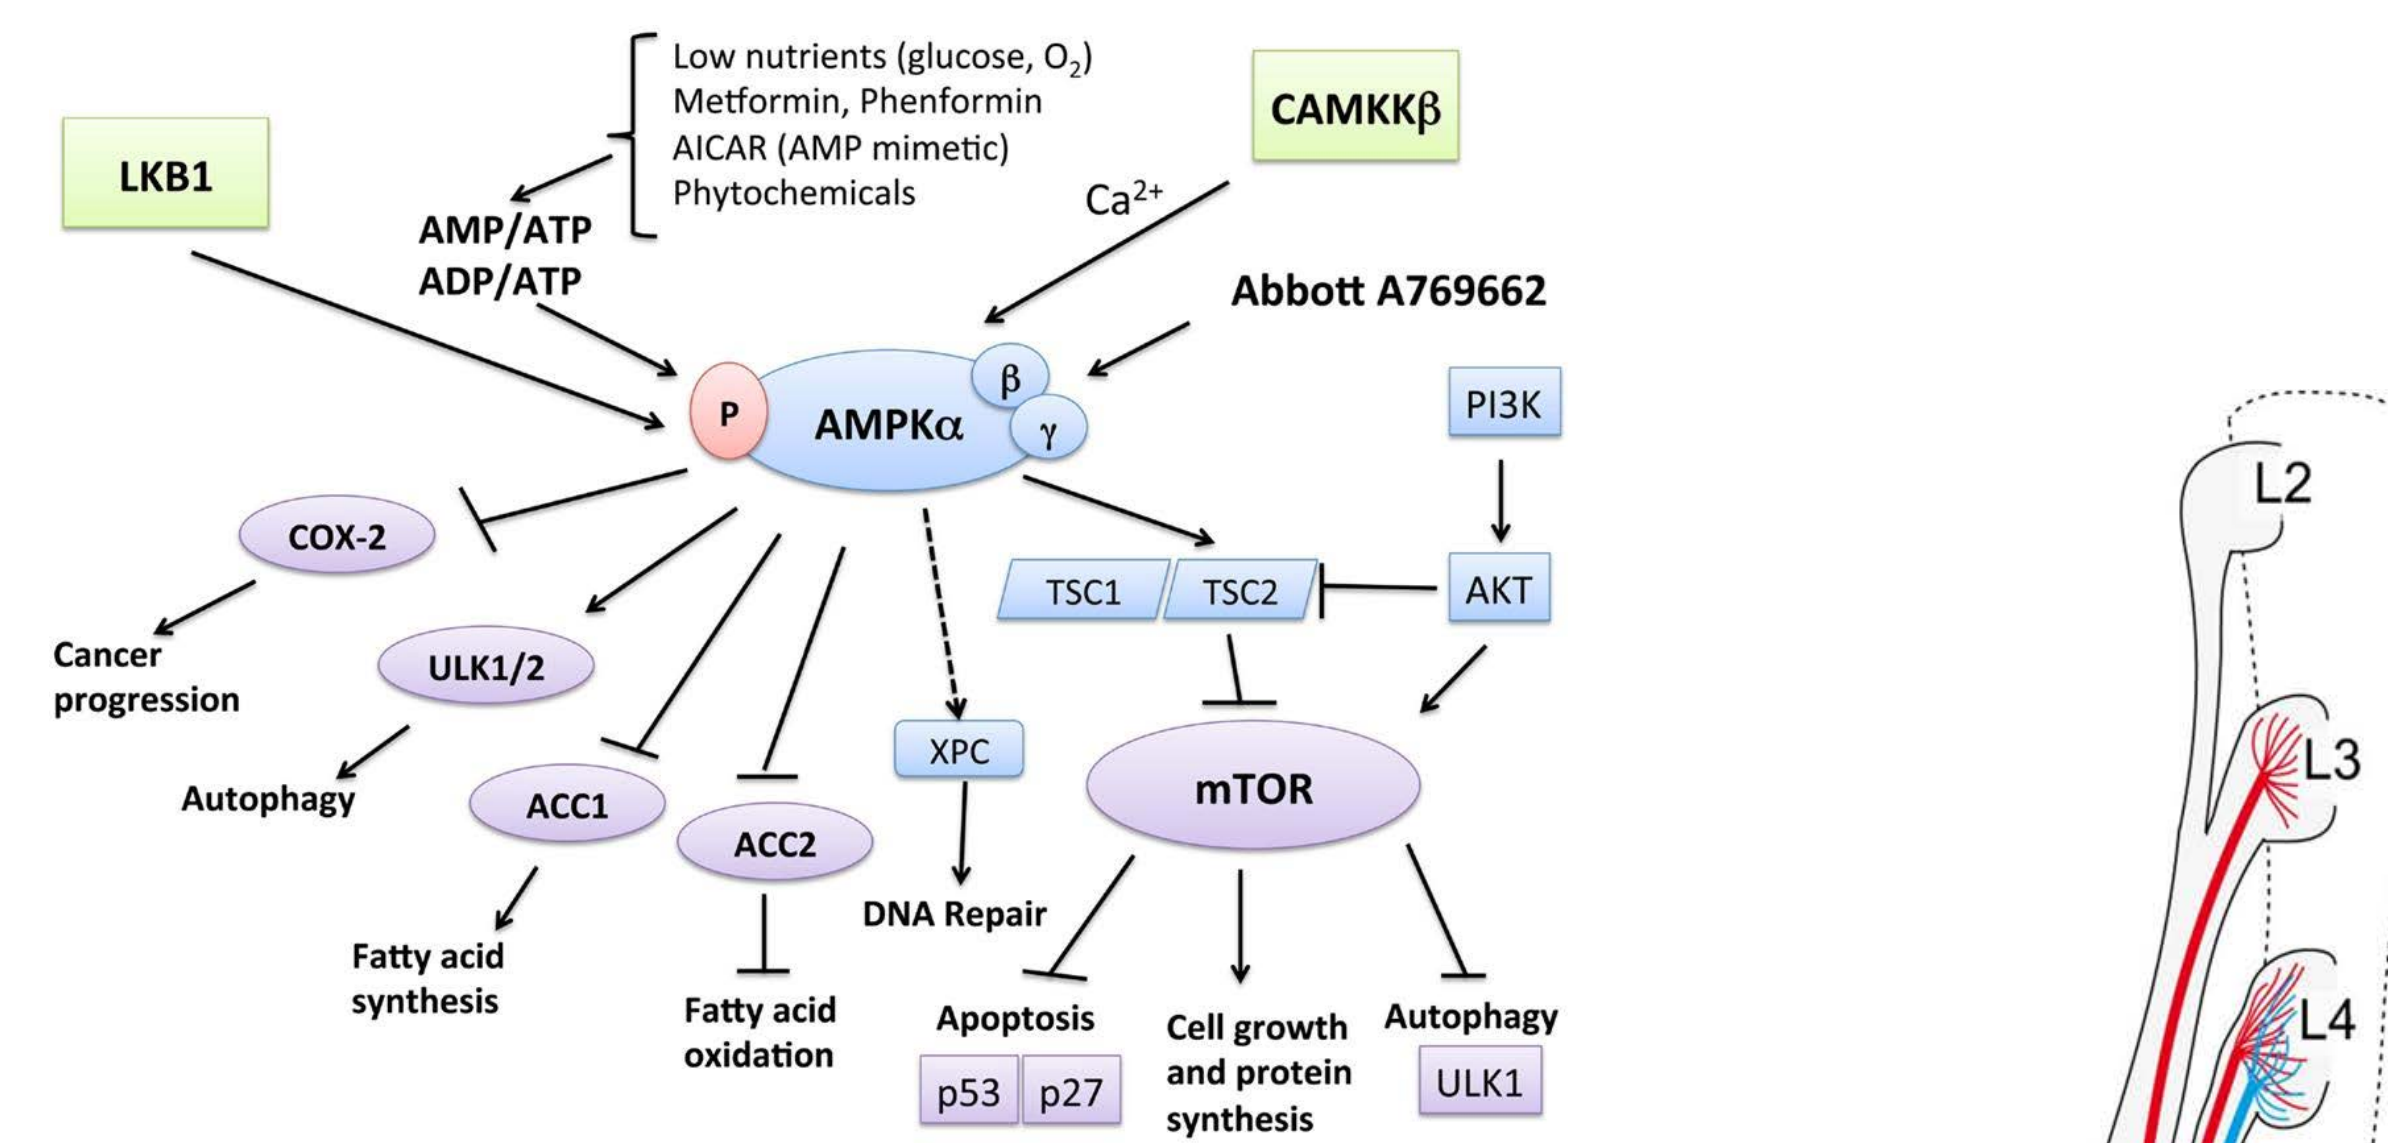 Low nutrients (glucose, O₂)
Metformin, Phenformin
AICAR (AMP mimetic)
Phytochemicals
CAMKKβ
LKB1
AMP/ATP
ADP/ATP
Ca²⁺
Abbott A769662
P
AMPKα
β
γ
PI3K
COX-2
TSC1
TSC2
AKT
Cancer
progression
ULK1/2
Autophagy
ACC1
ACC2
XPC
mTOR
DNA Repair
Fatty acid
synthesis
Fatty acid
oxidation
Apoptosis
p53
p27
Cell growth
and protein
synthesis
Autophagy
ULK1
L2
L3
L4